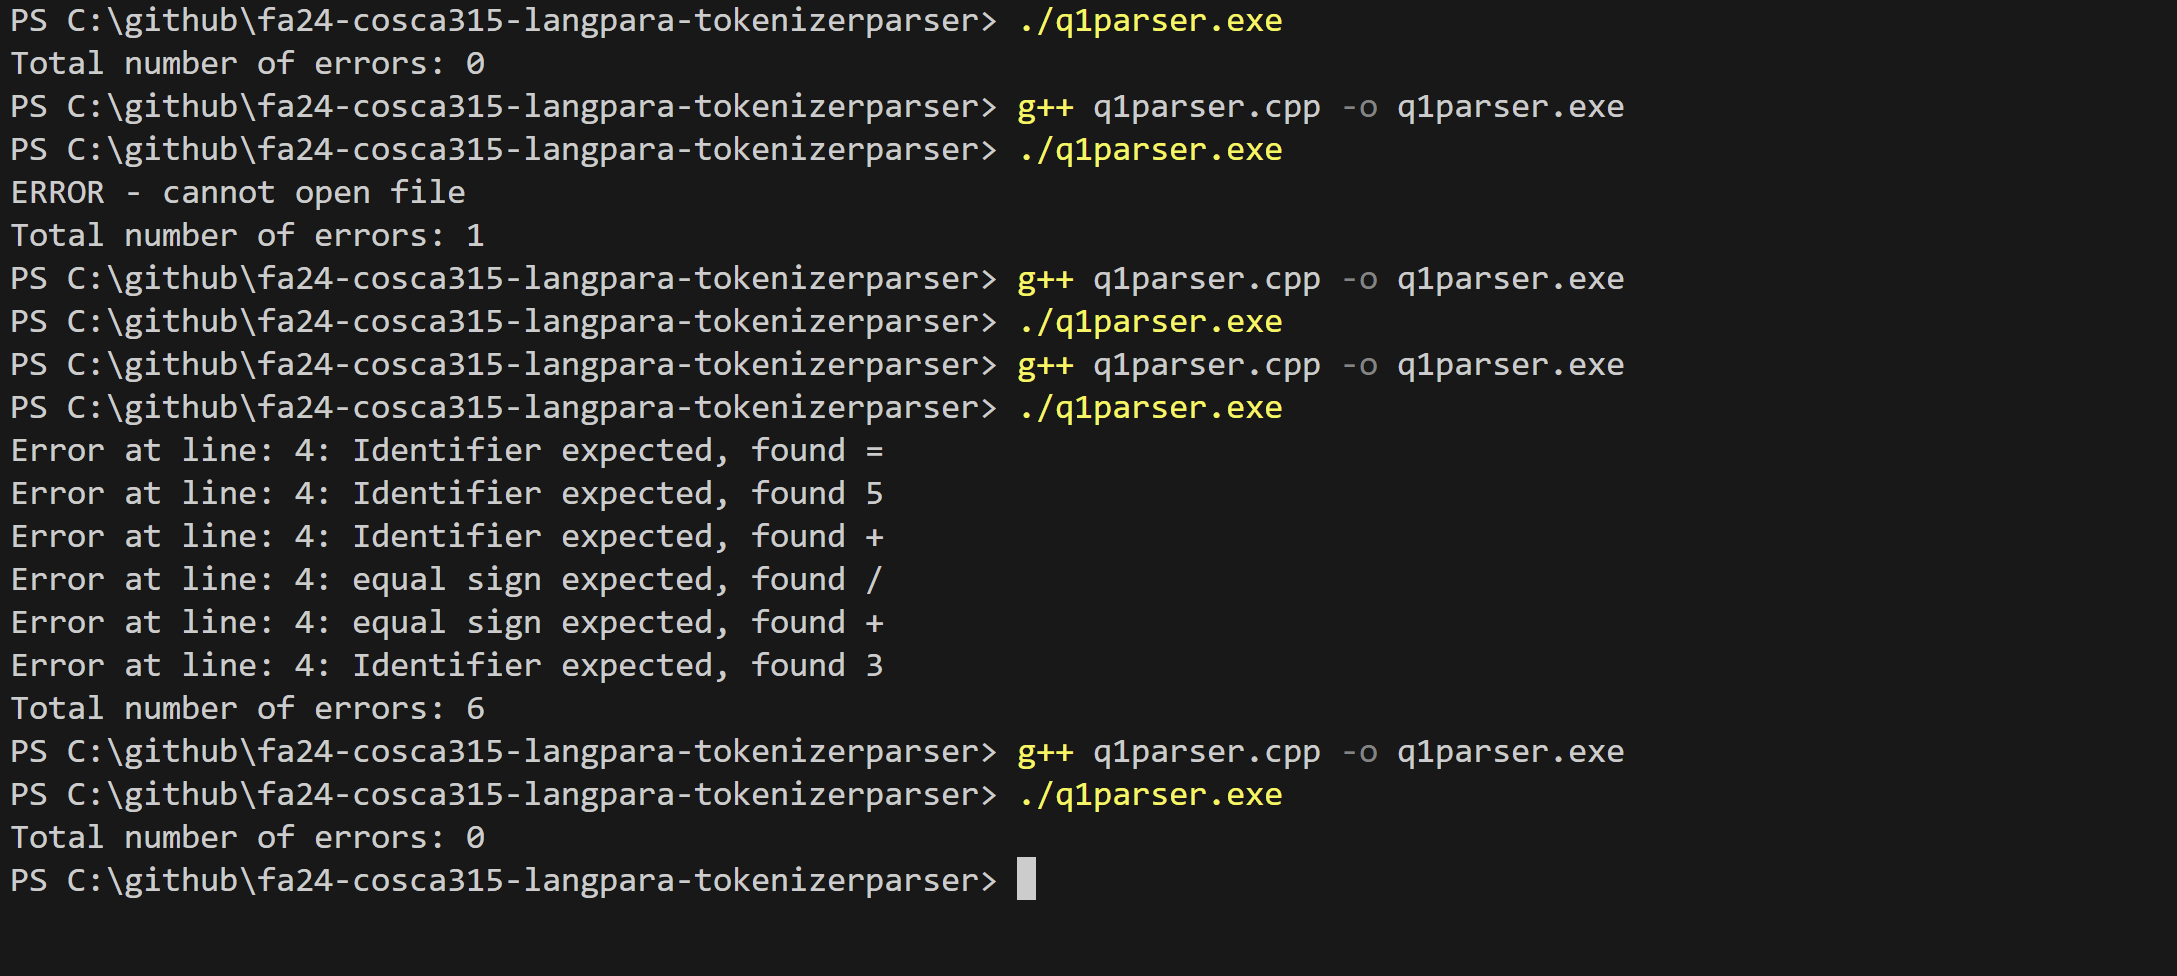 PS C:\github\fa24-cosca315-langpara-tokenizerparser> ./q1parser.exe
Total number of errors: 0
PS C:\github\fa24-cosca315-langpara-tokenizerparser> g++ q1parser.cpp -o q1parser.exe
PS C:\github\fa24-cosca315-langpara-tokenizerparser> ./q1parser.exe
ERROR - cannot open file
Total number of errors: 1
PS C:\github\fa24-cosca315-langpara-tokenizerparser> g++ q1parser.cpp -o q1parser.exe
PS C:\github\fa24-cosca315-langpara-tokenizerparser> ./q1parser.exe
PS C:\github\fa24-cosca315-langpara-tokenizerparser> g++ q1parser.cpp -o q1parser.exe
PS C:\github\fa24-cosca315-langpara-tokenizerparser> ./q1parser.exe
Error at line: 4: Identifier expected, found =
Error at line: 4: Identifier expected, found 5
Error at line: 4: Identifier expected, found +
Error at line: 4: equal sign expected, found /
Error at line: 4: equal sign expected, found +
Error at line: 4: Identifier expected, found 3
Total number of errors: 6
PS C:\github\fa24-cosca315-langpara-tokenizerparser> g++ q1parser.cpp -o q1parser.exe
PS C:\github\fa24-cosca315-langpara-tokenizerparser> ./q1parser.exe
Total number of errors: 0
PS C:\github\fa24-cosca315-langpara-tokenizerparser>